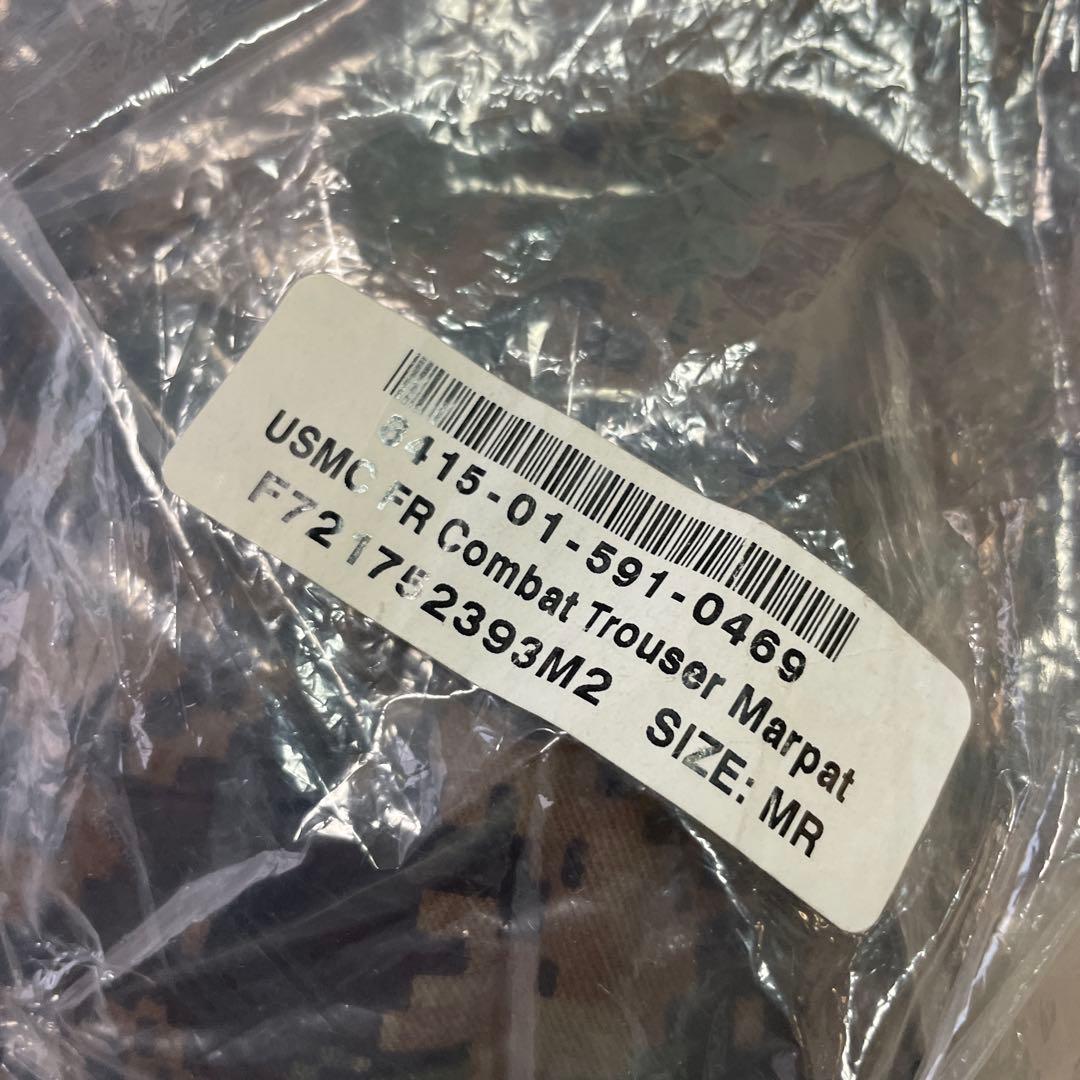 8415-01-591-0469
USMC FR Combat Trouser Marpat
F721752393M2 SIZE: MR